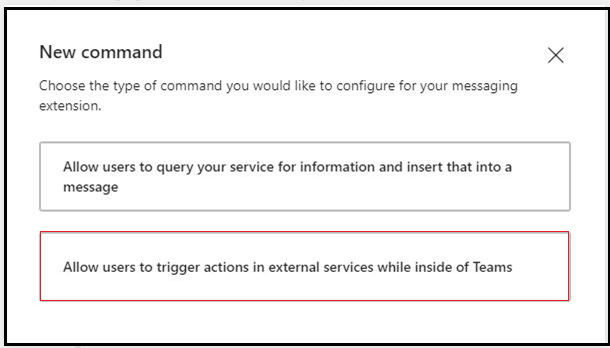 New command
Choose the type of command you would like to configure for your messaging
extension.
Allow users to query your service for information and insert that into a
message
Allow users to trigger actions in external services while inside of Teams